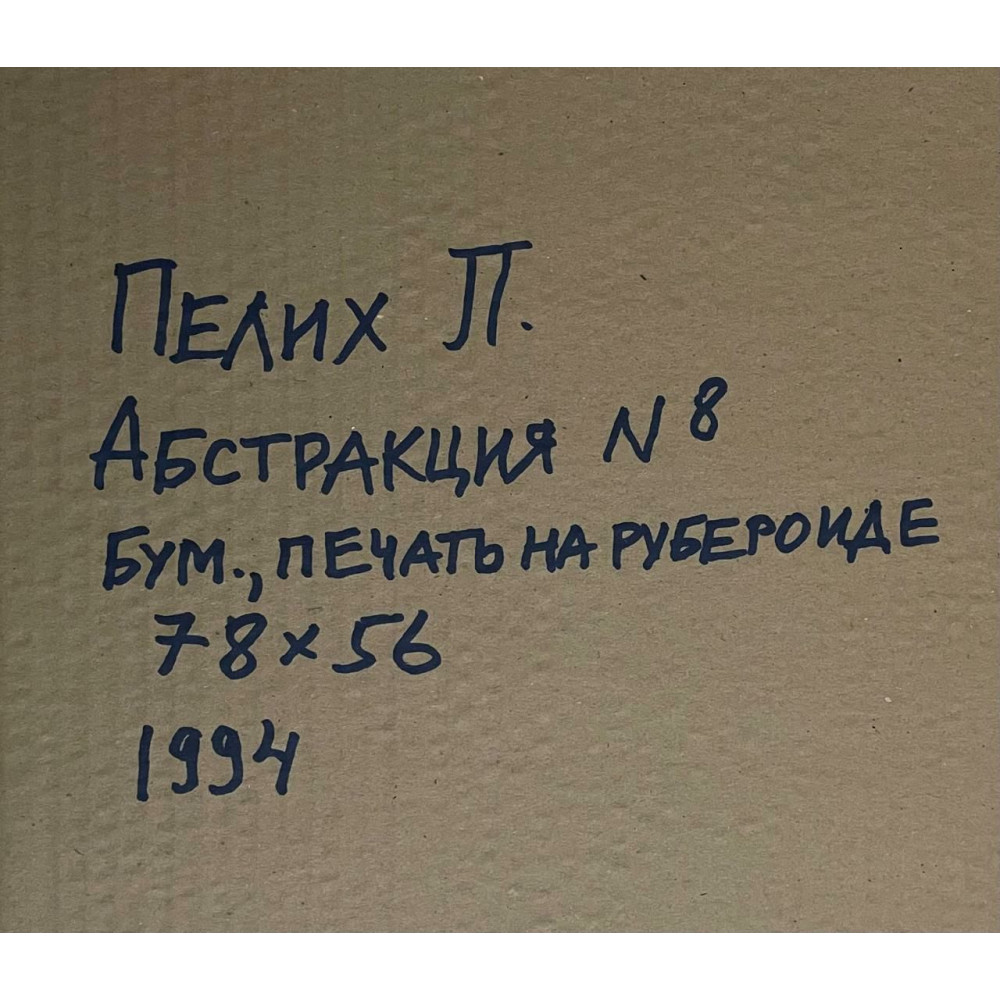 ПЕЛИХ П.
АБСТРАКЦИЯ N 8
БУМ., ПЕЧАТЬ НА РУБЕРОИДЕ
78×56
1994